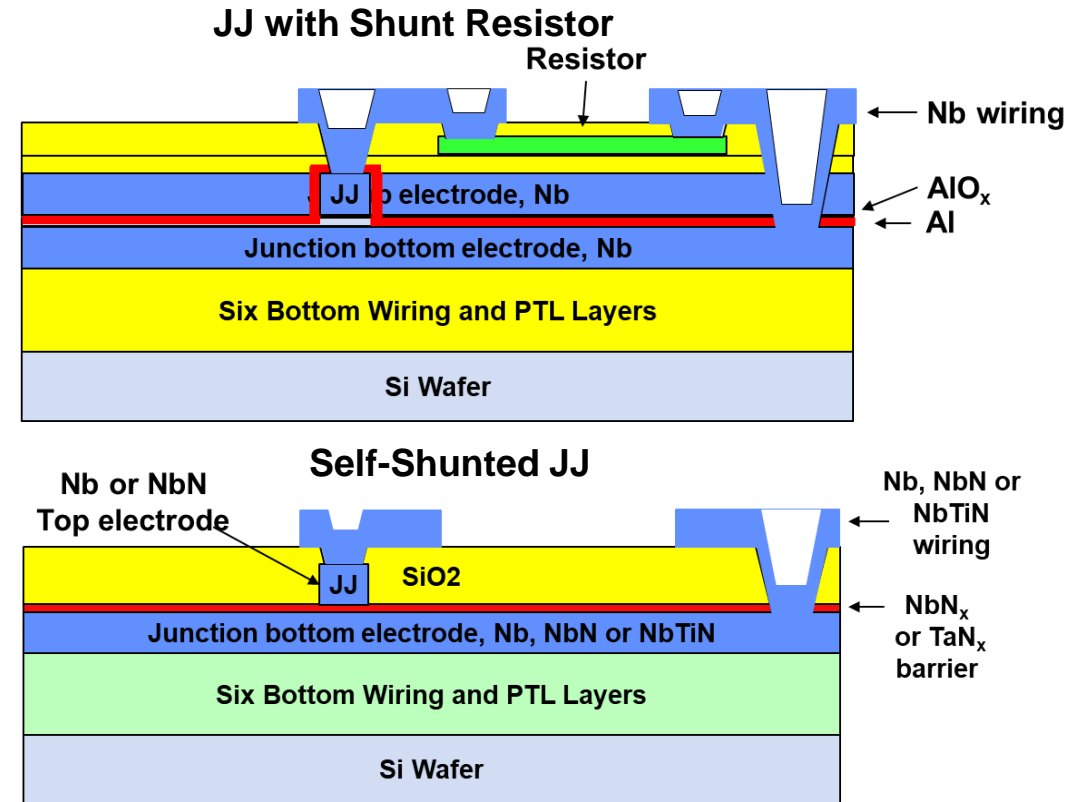 JJ with Shunt Resistor
Resistor
Nb wiring
AlOx
Al
JJ
electrode, Nb
Junction bottom electrode, Nb
Six Bottom Wiring and PTL Layers
Si Wafer
Self-Shunted JJ
Nb or NbN
Top electrode
Nb, NbN or
NbTiN
wiring
JJ
SiO2
NbNx
or TaNx
barrier
Junction bottom electrode, Nb, NbN or NbTiN
Six Bottom Wiring and PTL Layers
Si Wafer